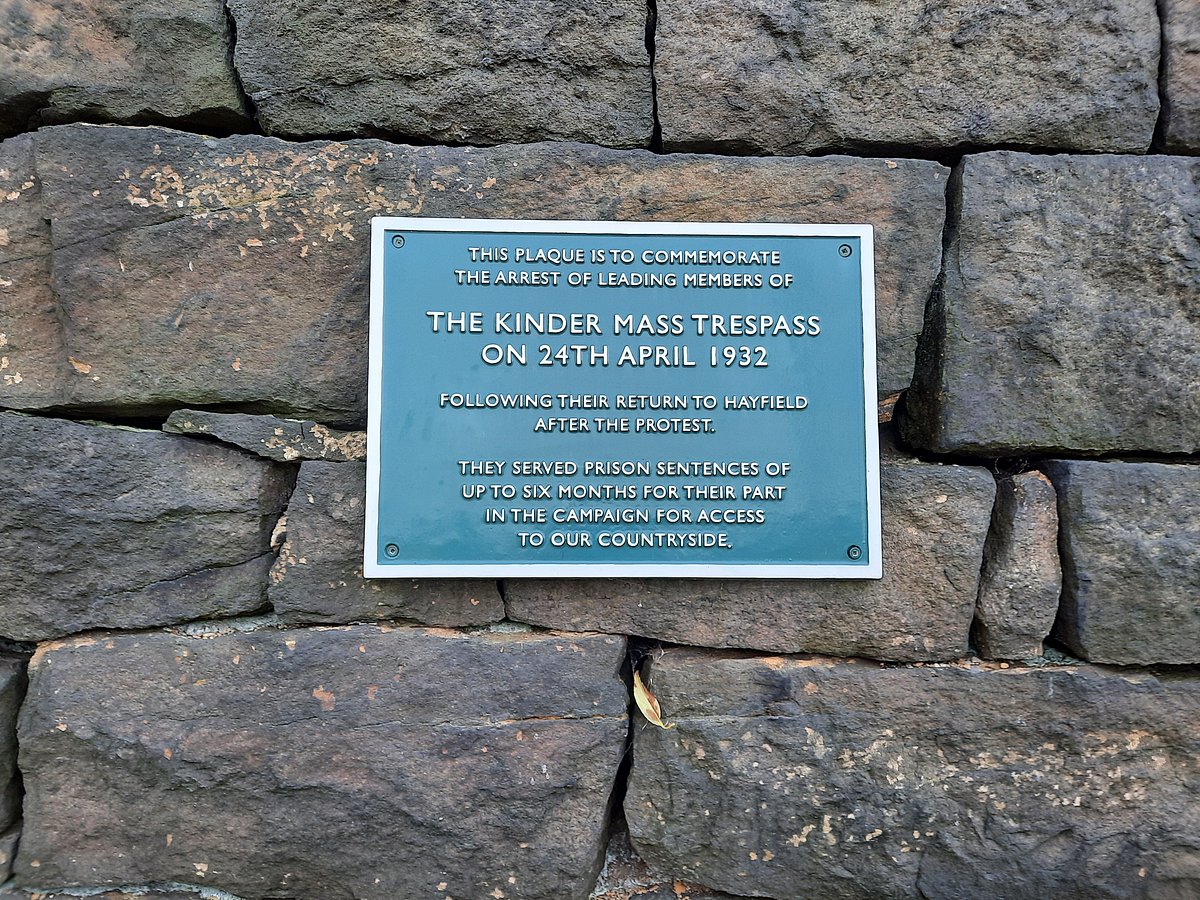 THIS PLAQUE IS TO COMMEMORATE
THE ARREST OF LEADING MEMBERS OF
THE KINDER MASS TRESPASS
ON 24TH APRIL 1932
FOLLOWING THEIR RETURN TO HAYFIELD
AFTER THE PROTEST.
THEY SERVED PRISON SENTENCES OF
UP TO SIX MONTHS FOR THEIR PART
IN THE CAMPAIGN FOR ACCESS
TO OUR COUNTRYSIDE.